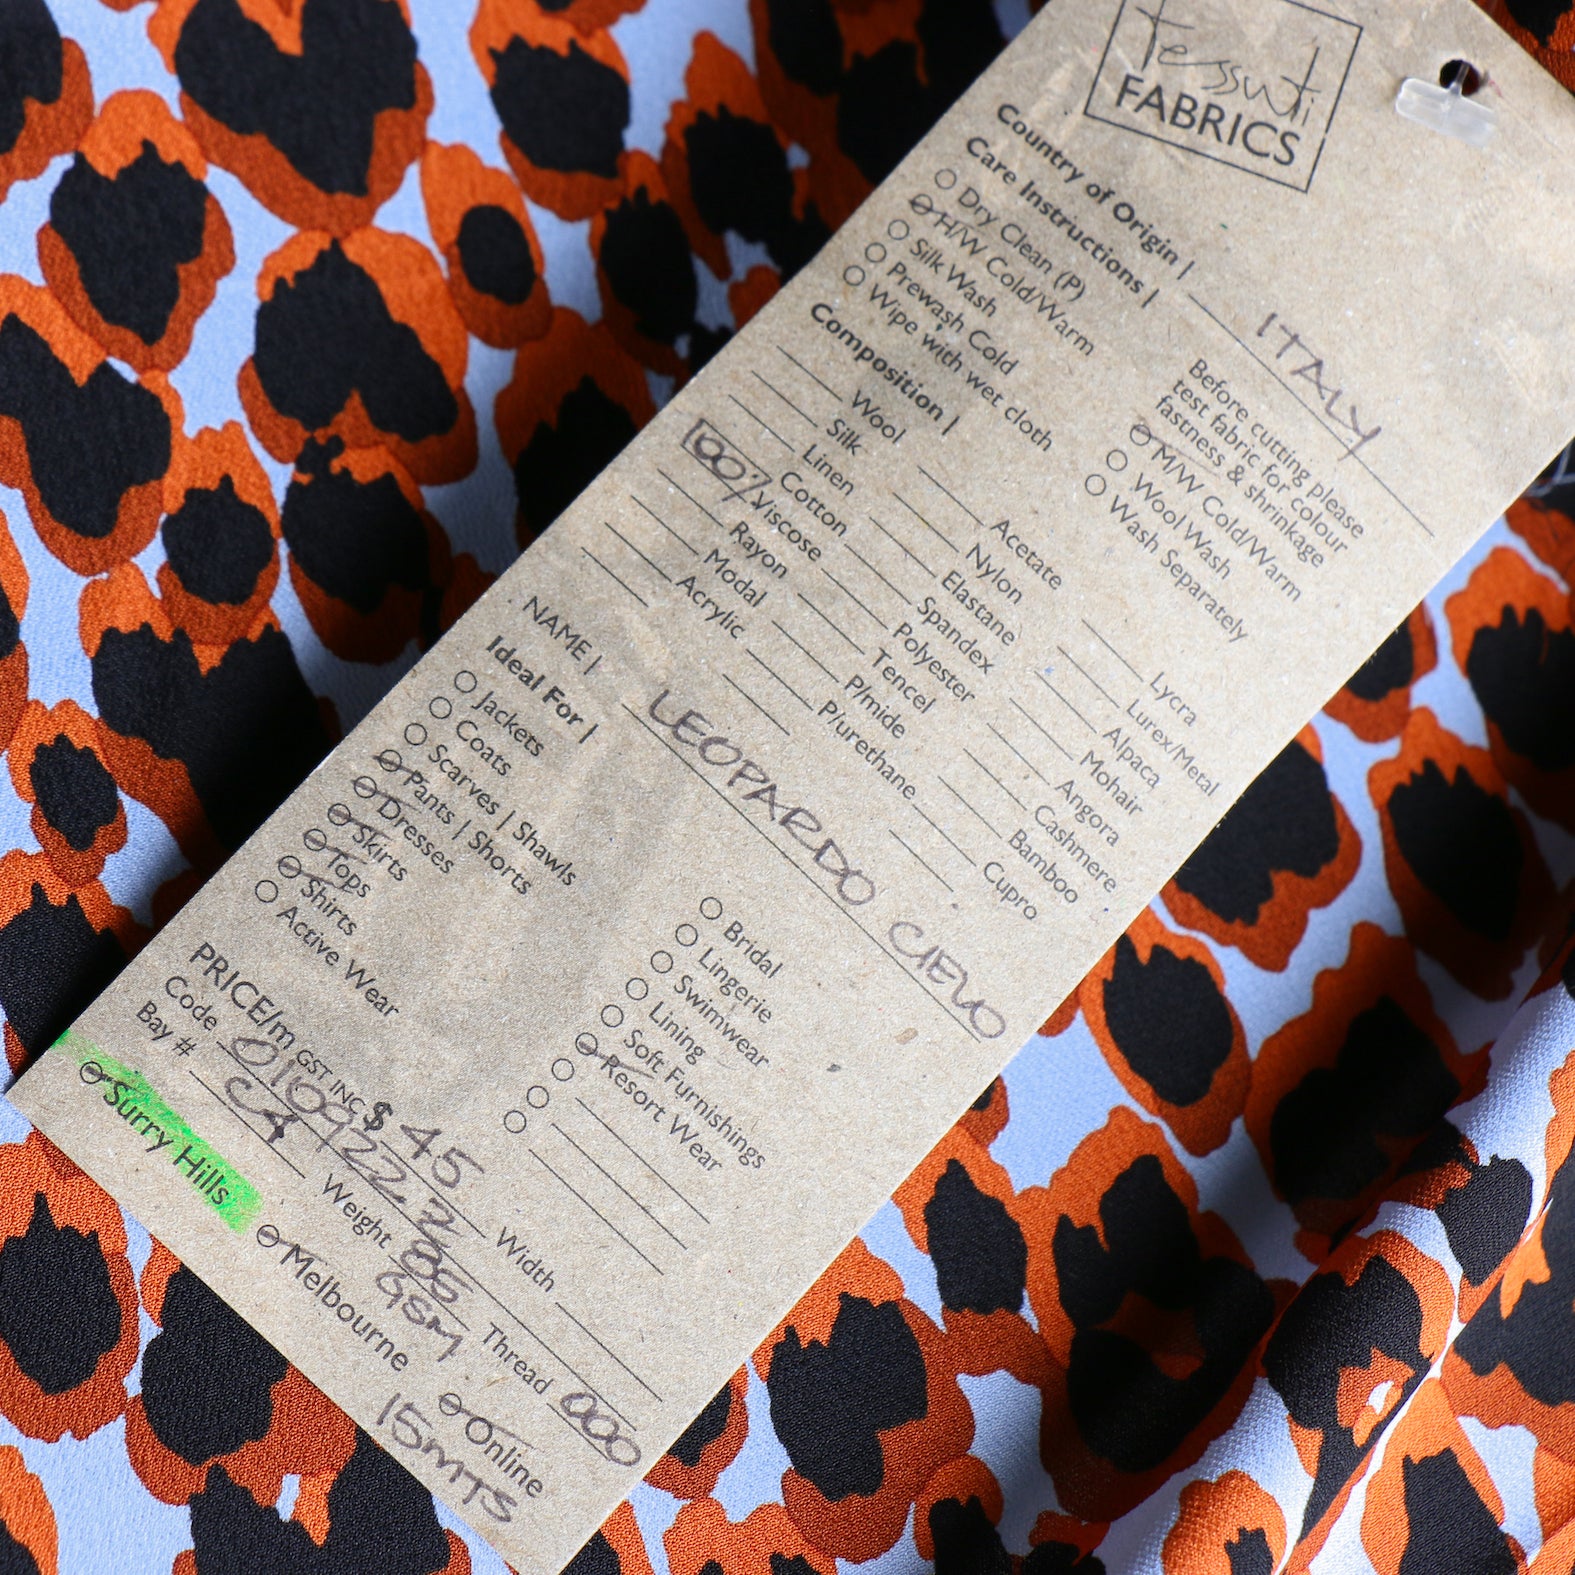 tessuti
FABRICS
Country of Origin | ITALY
Care Instructions |
Dry Clean (P)
H/W Cold/Warm
Silk Wash
Prewash Cold
Wipe with wet cloth
Before cutting please
test fabric for colour
fastness & shrinkage
M/W Cold/Warm
Wool Wash
Wash Separately
Composition |
Wool
Silk
Linen
Cotton
100% Viscose
Rayon
Modal
Acrylic
Acetate
Nylon
Elastane
Spandex
Polyester
Tencel
P/mide
P/urethane
Lycra
Lurex/Metal
Alpaca
Mohair
Angora
Cashmere
Bamboo
Cupro
NAME | LEOPARDO CIELO
Ideal For |
Jackets
Coats
Scarves | Shawls
Pants | Shorts
Dresses
Skirts
Tops
Shirts
Active Wear
Bridal
Lingerie
Swimwear
Lining
Soft Furnishings
Resort Wear
PRICE/m GST INC $ 45 Width
Code Thread
Bay # Weight 85 GSM
Surry Hills Melbourne Online
15MTS